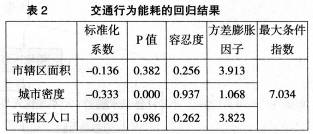 表2 交通行为能耗的回归结果
标准化系数 P值 容忍度 方差膨胀因子 最大条件指数
市辖区面积 -0.136 0.382 0.256 3.913
城市密度 -0.333 0.000 0.937 1.068 7.034
市辖区人口 -0.003 0.986 0.262 3.823